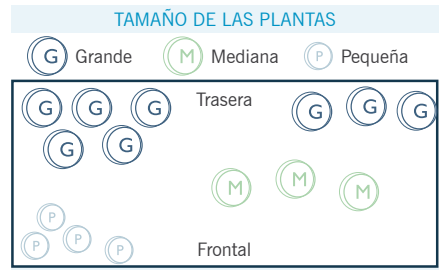 TAMAÑO DE LAS PLANTAS
G Grande M Mediana P Pequeña
G G G Trasera G G G
G G
M M M
P
P P P Frontal